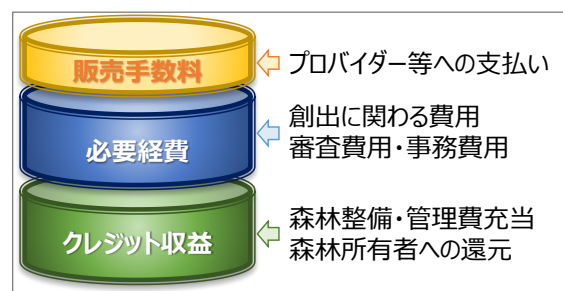 販売手数料
プロバイダー等への支払い
必要経費
創出に関わる費用
審査費用・事務費用
クレジット収益
森林整備・管理費充当
森林所有者への還元